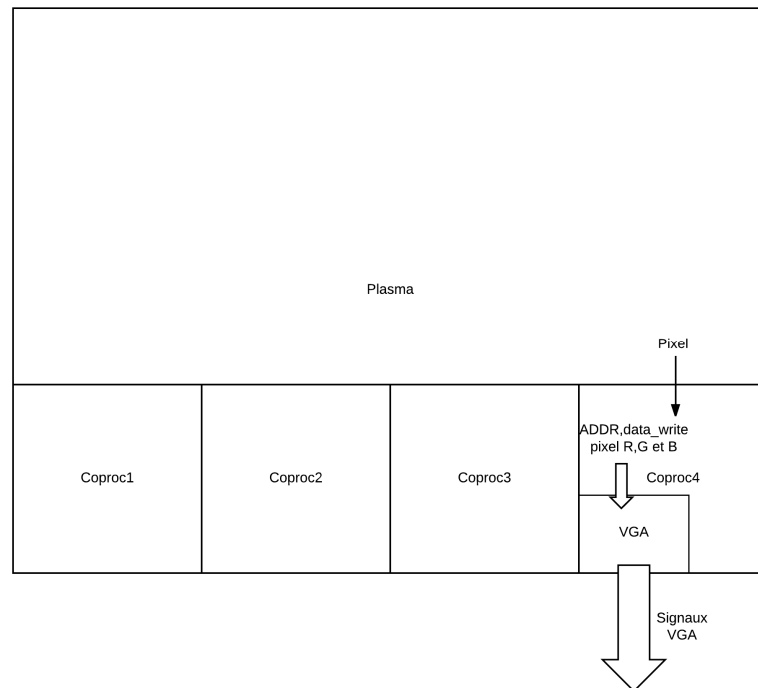 Plasma
Pixel
ADDR,data_write
pixel R,G et B
Coproc1
Coproc2
Coproc3
Coproc4
VGA
Signaux
VGA